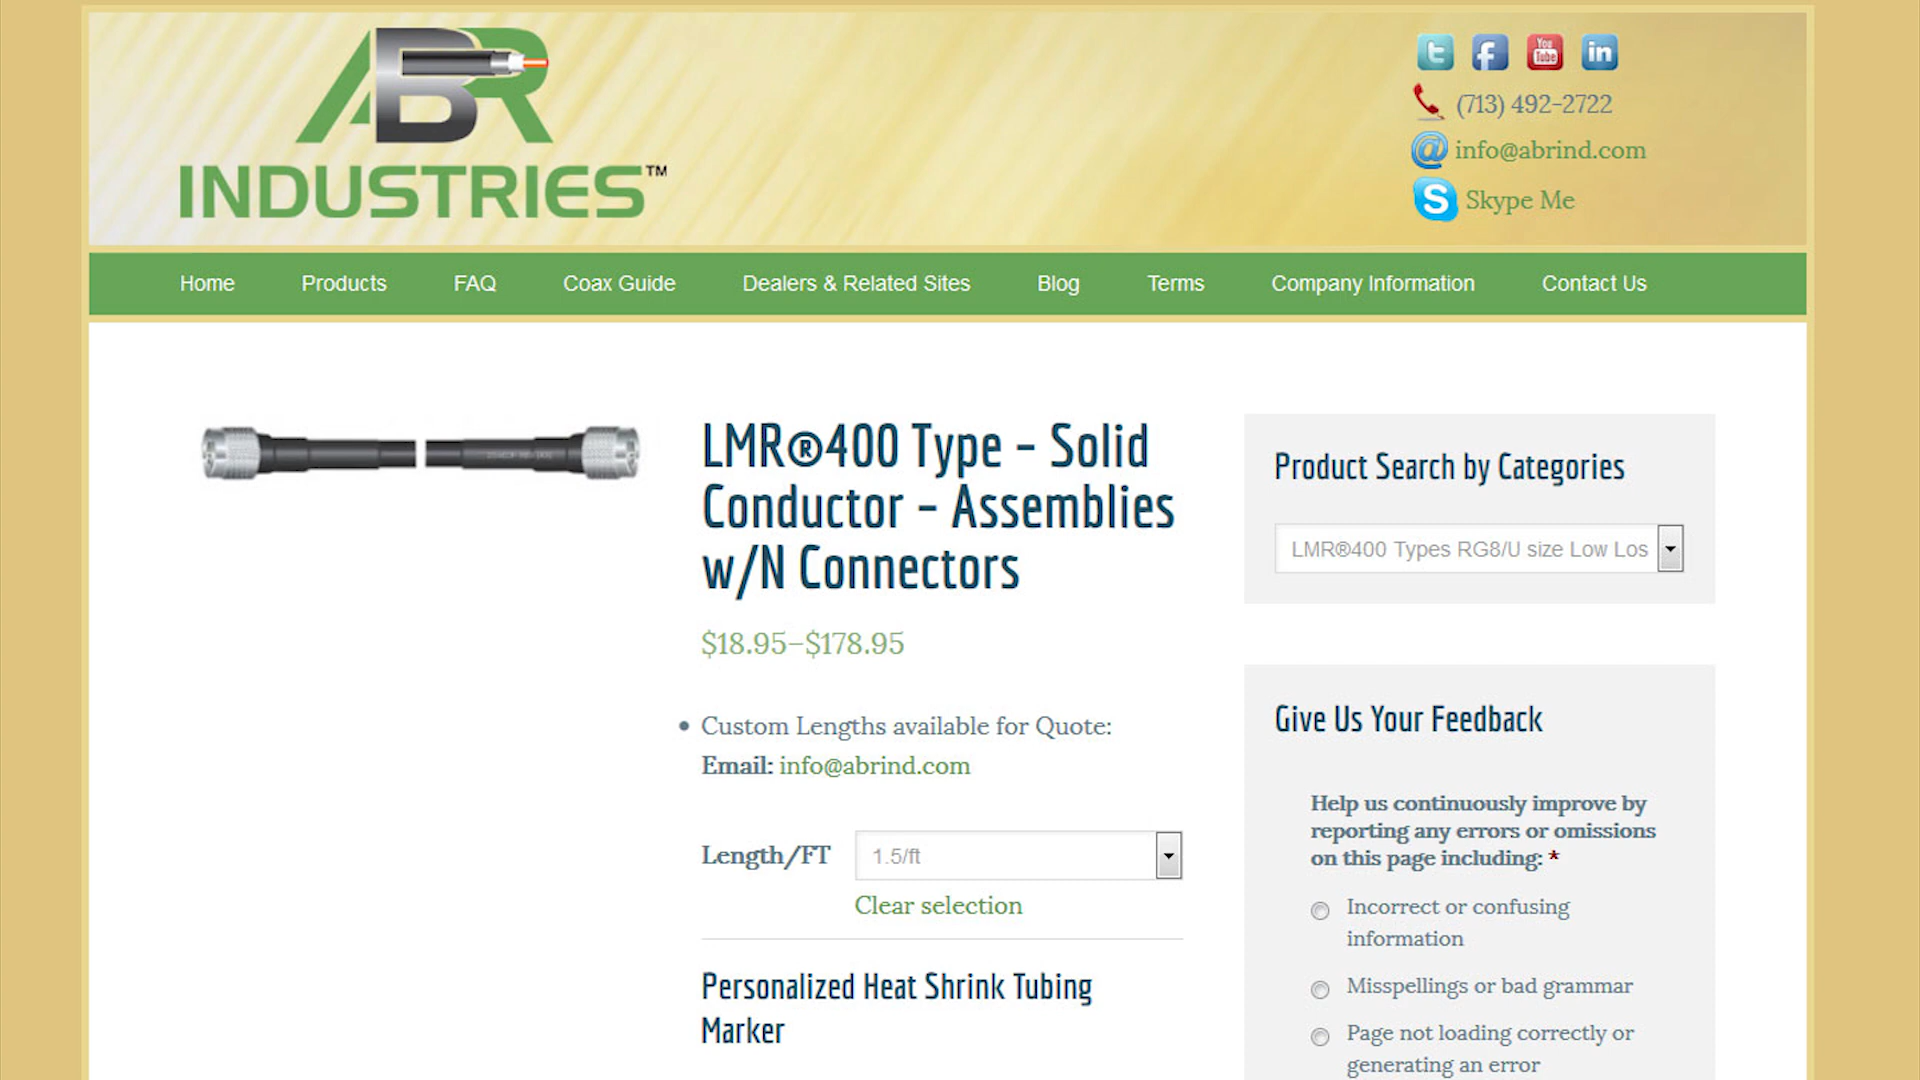 ABR
INDUSTRIES™
(713) 492-2722
info@abrind.com
Skype Me
Home Products FAQ Coax Guide Dealers & Related Sites Blog Terms Company Information Contact Us
LMR®400 Type – Solid
Conductor – Assemblies
w/N Connectors
$18.95–$178.95
• Custom Lengths available for Quote:
Email: info@abrind.com
Length/FT 1.5/ft
Clear selection
Personalized Heat Shrink Tubing
Marker
Product Search by Categories
LMR®400 Types RG8/U size Low Los
Give Us Your Feedback
Help us continuously improve by
reporting any errors or omissions
on this page including: *
Incorrect or confusing
information
Misspellings or bad grammar
Page not loading correctly or
generating an error